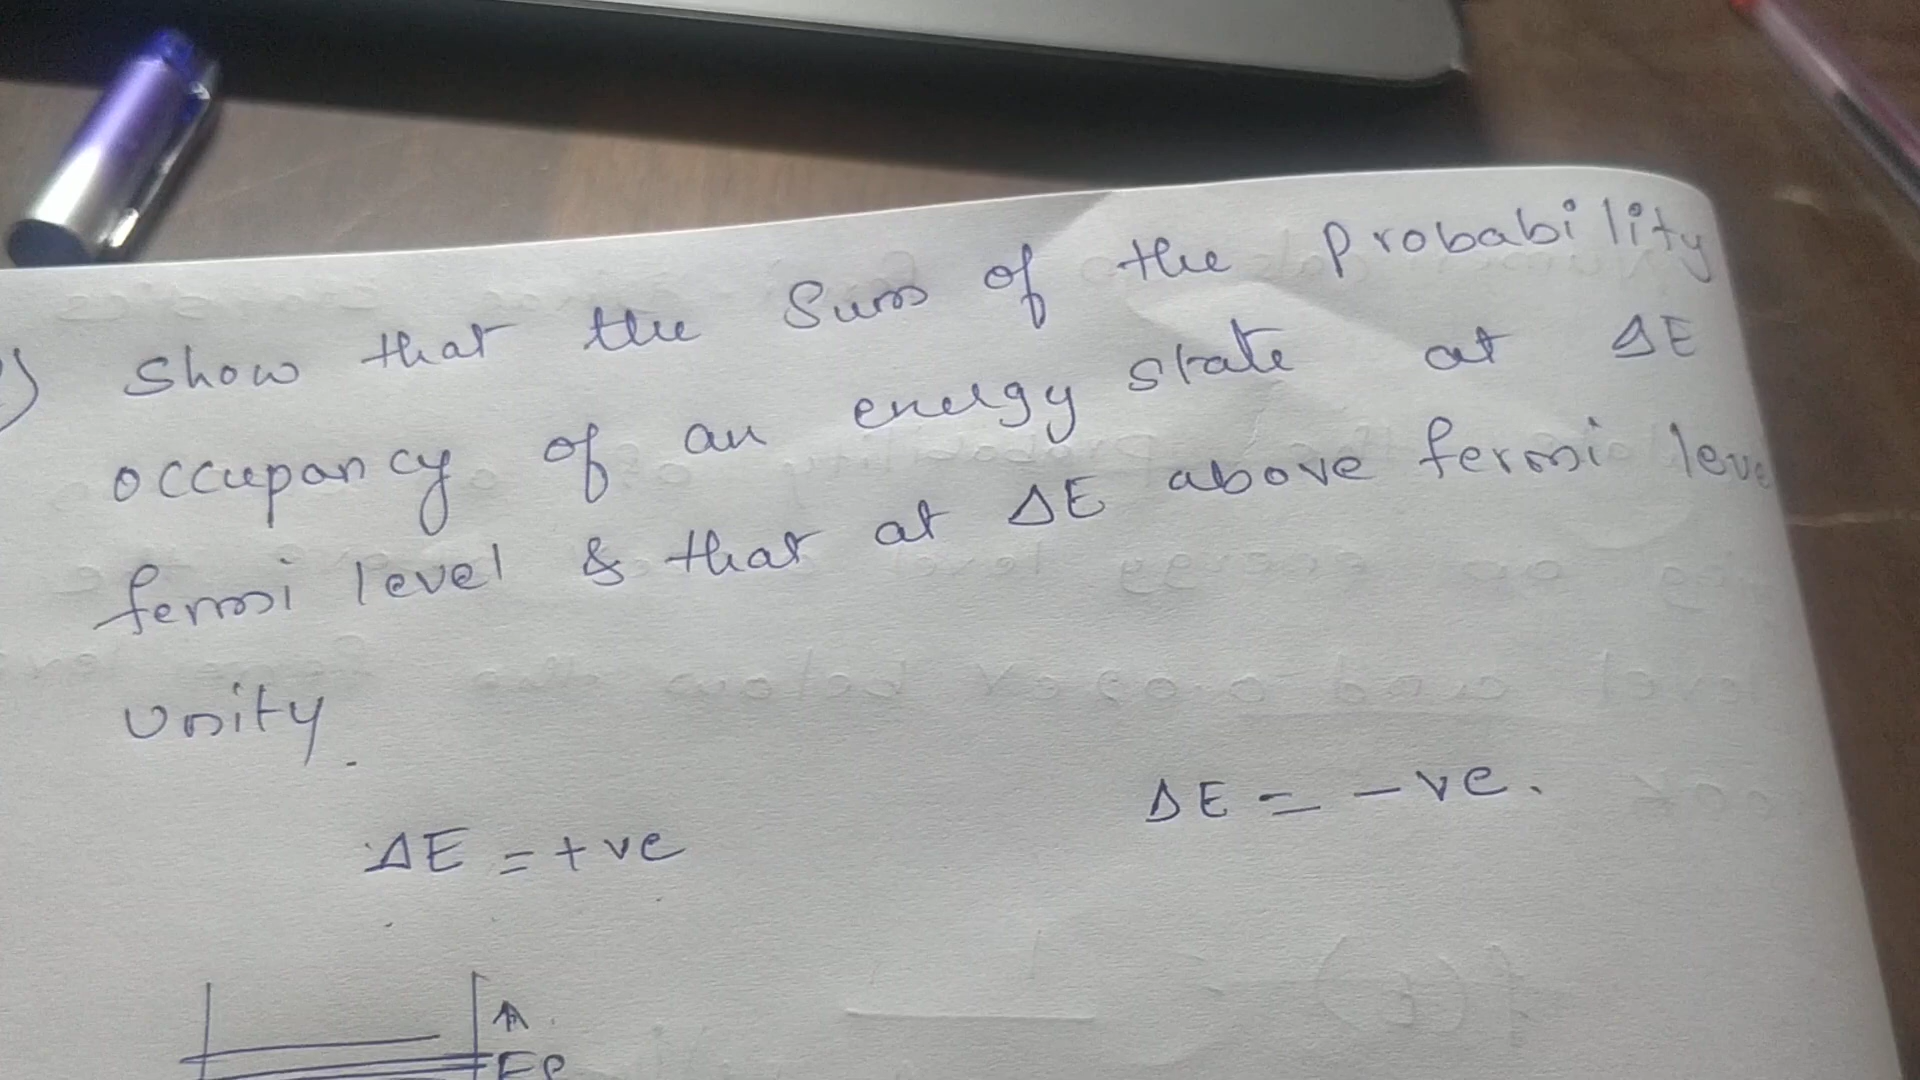 Show that the Sum of the Probability
occupancy of an energy state at ΔE
fermi level & that at ΔE above fermi leve
Unity.
ΔE = +ve
ΔE = -ve.